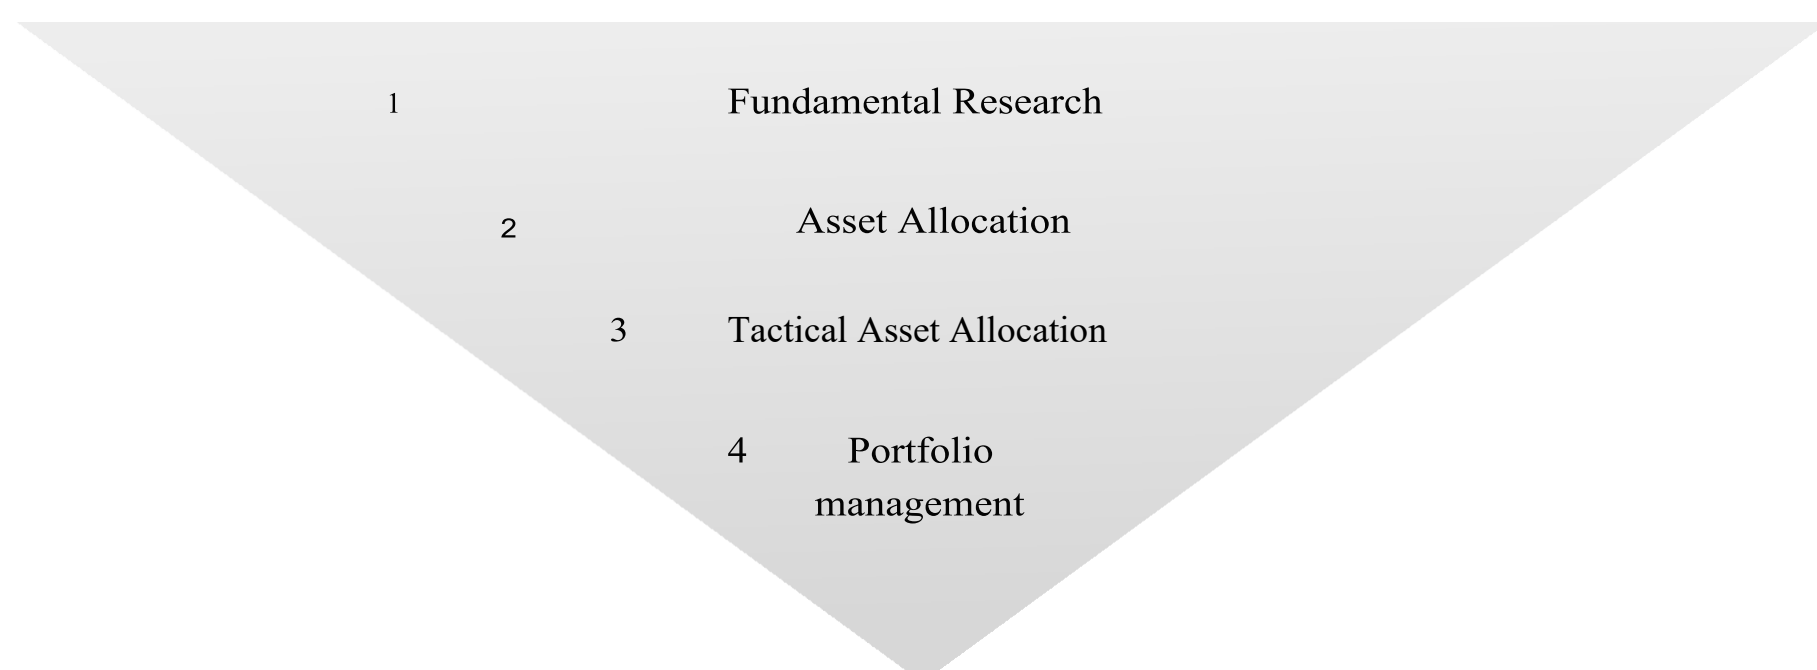 1 Fundamental Research
2 Asset Allocation
3 Tactical Asset Allocation
4 Portfolio
management